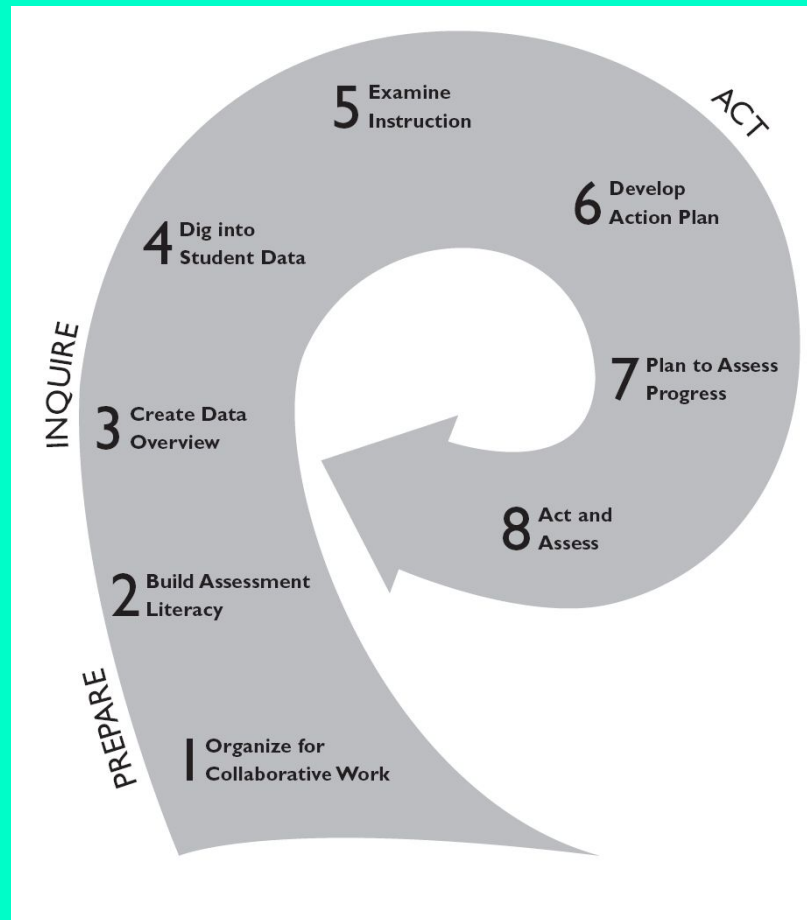 PREPARE
1 Organize for
Collaborative Work
2 Build Assessment
Literacy
INQUIRE
3 Create Data
Overview
4 Dig into
Student Data
5 Examine
Instruction
ACT
6 Develop
Action Plan
7 Plan to Assess
Progress
8 Act and
Assess